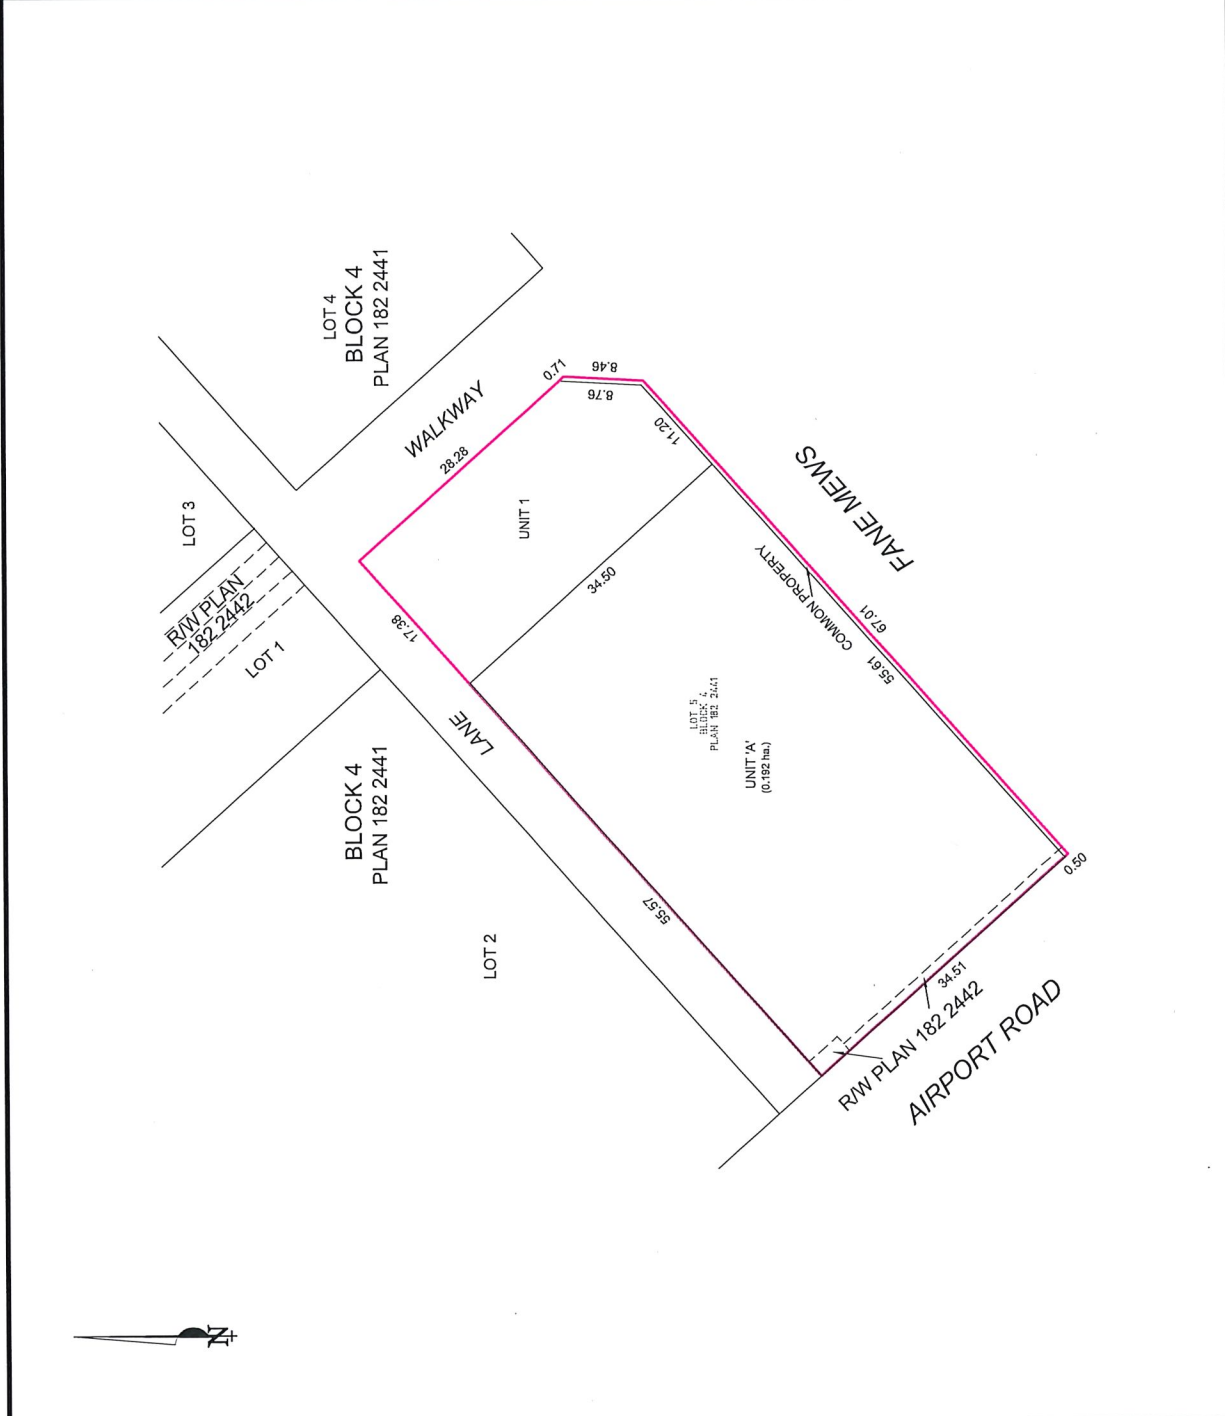 LOT 4
BLOCK 4
PLAN 182 2441
WALKWAY
0.71
8.46
8.76
11.20
28.28
LOT 3
R/W PLAN
182 2442
LOT 1
UNIT 1
FANE MEWS
17.38
34.50
COMMON PROPERTY
67.01
55.61
LANE
BLOCK 4
PLAN 182 2441
LOT 5
BLOCK 4
PLAN 182 2441
UNIT 'A'
(0.192 ha.)
55.57
LOT 2
0.50
34.51
R/W PLAN 182 2442
AIRPORT ROAD
N